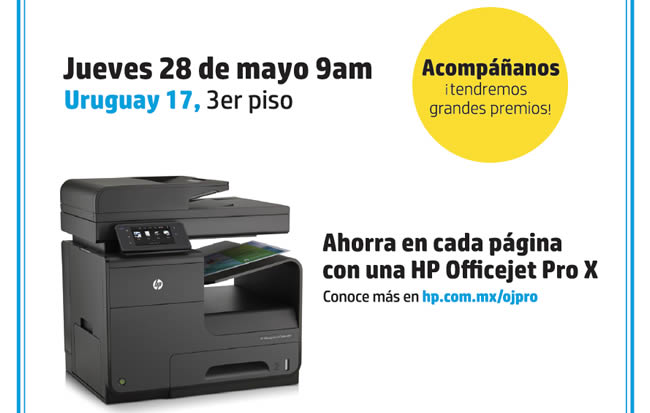 Jueves 28 de mayo 9am
Uruguay 17, 3er piso
Acompáñanos
¡tendremos
grandes premios!
Ahorra en cada página
con una HP Officejet Pro X
Conoce más en hp.com.mx/ojpro
hp